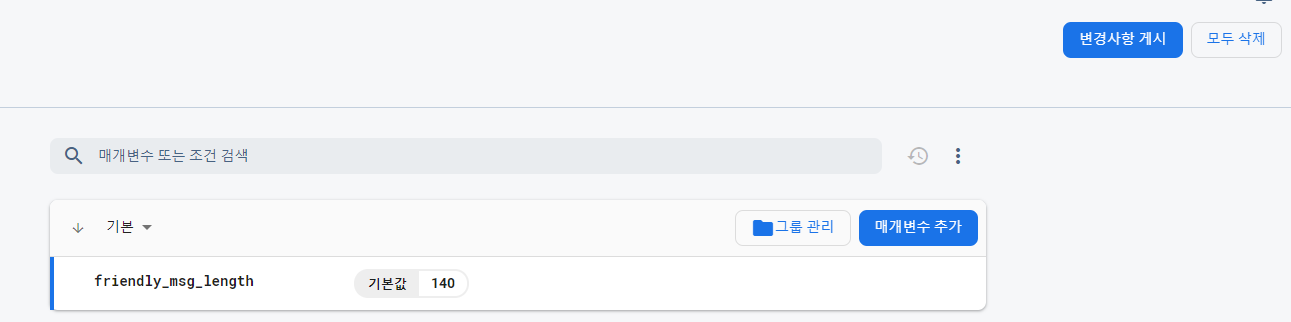 변경사항 게시 모두 삭제
매개변수 또는 조건 검색
기본 그룹 관리 매개변수 추가
friendly_msg_length 기본값 140